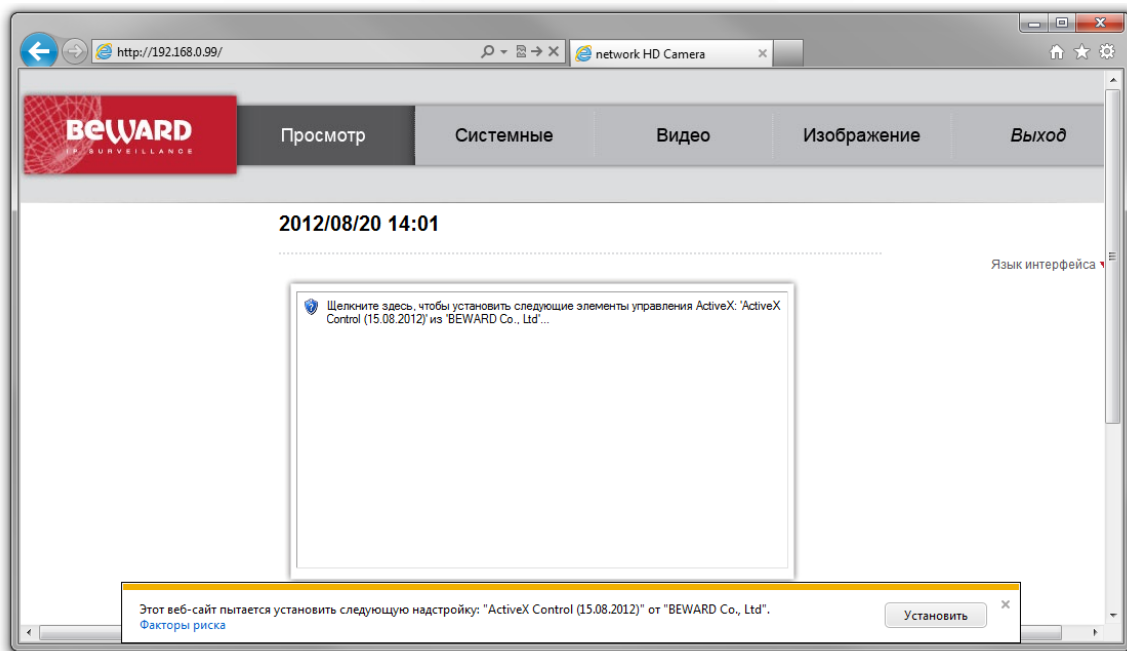 http://192.168.0.99/
network HD Camera
BEWARD
IP SURVEILLANCE
Просмотр
Системные
Видео
Изображение
Выход
2012/08/20 14:01
Язык интерфейса
Щелкните здесь, чтобы установить следующие элементы управления ActiveX: 'ActiveX
Control (15.08.2012)' из 'BEWARD Co., Ltd'...
Этот веб-сайт пытается установить следующую надстройку: "ActiveX Control (15.08.2012)" от "BEWARD Co., Ltd".
Факторы риска
Установить